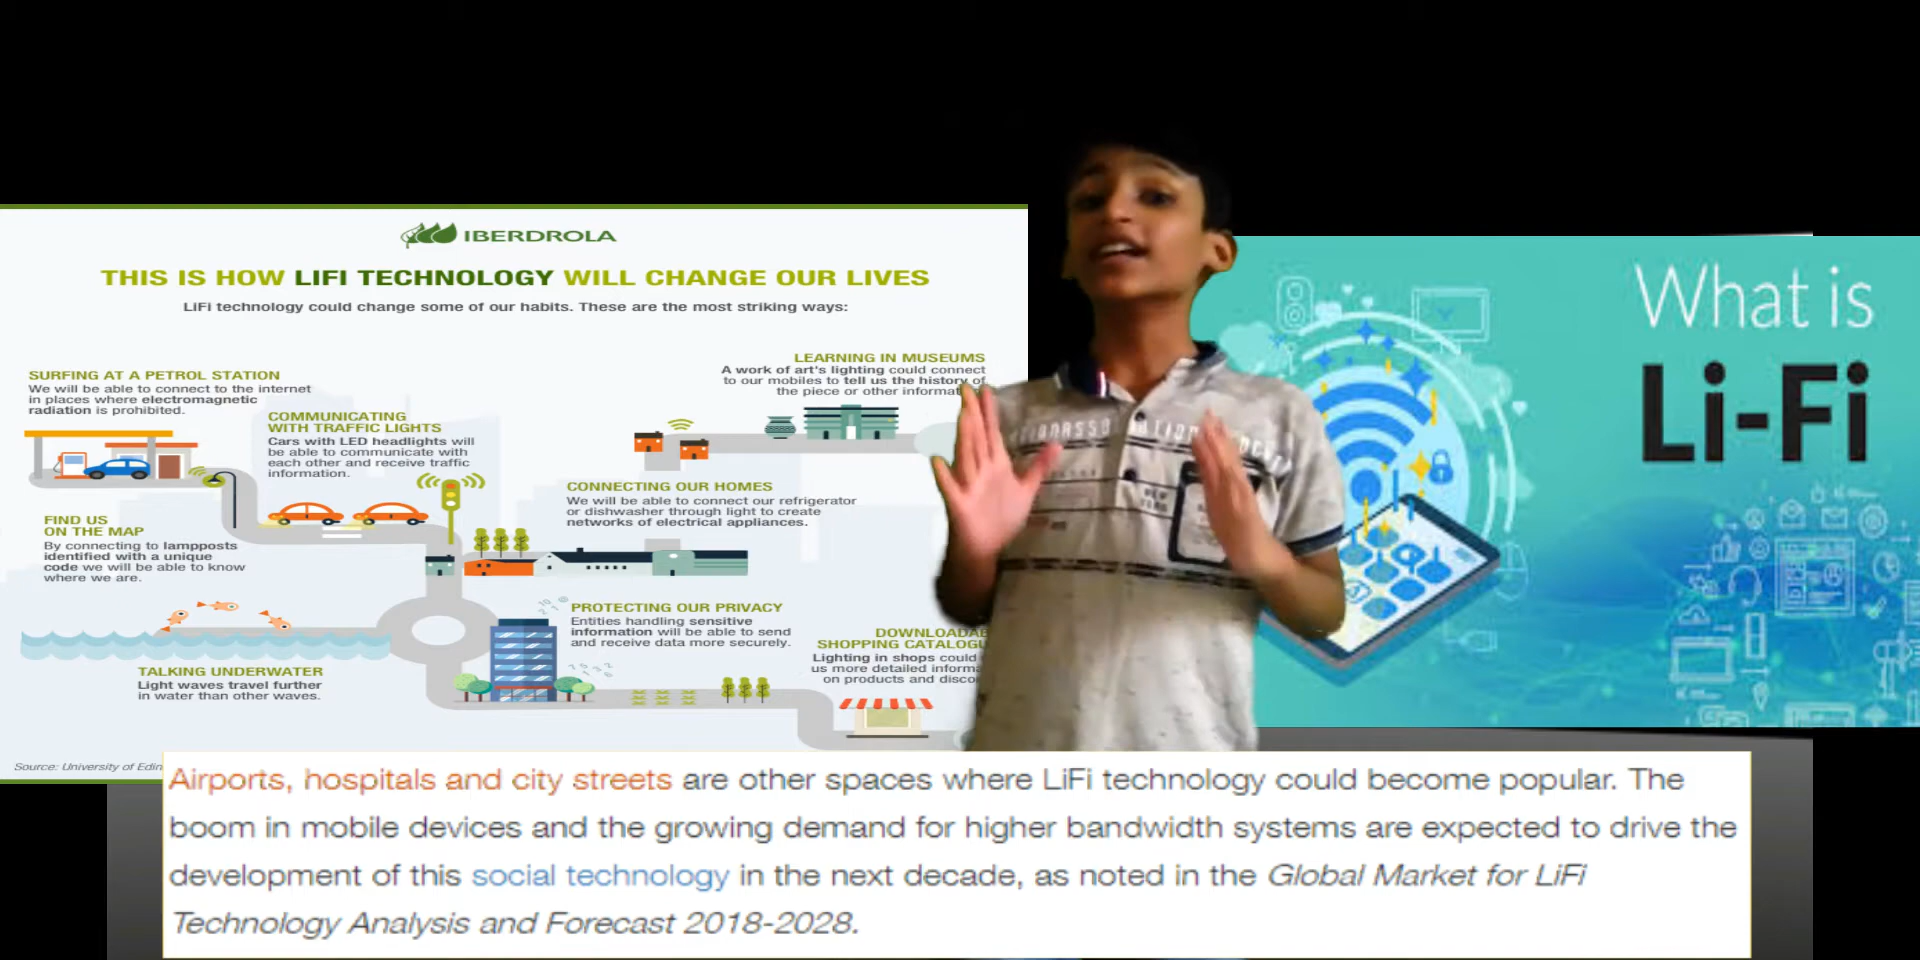 IBERDROLA
THIS IS HOW LIFI TECHNOLOGY WILL CHANGE OUR LIVES
LiFi technology could change some of our habits. These are the most striking ways:
SURFING AT A PETROL STATION
We will be able to connect to the internet
in places where electromagnetic
radiation is prohibited.
COMMUNICATING
WITH TRAFFIC LIGHTS
Cars with LED headlights will
be able to communicate with
each other and receive traffic
information.
LEARNING IN MUSEUMS
A work of art's lighting could connect
to our mobiles to tell us the history of
the piece or other
CONNECTING OUR HOMES
We will be able to connect our refrigerator
or dishwasher through light to create
networks of electrical appliances.
FIND US
ON THE MAP
By connecting to lampposts
identified with a unique
code we will be able to know
where we are.
PROTECTING OUR PRIVACY
Entities handling sensitive
information will be able to send
and receive data more securely.
SHOPPING
Lighting in shops could
us more detailed
on products and
TALKING UNDERWATER
Light waves travel further
in water than other waves.
Source: University of
What is
Li-Fi
Airports, hospitals and city streets are other spaces where LiFi technology could become popular. The
boom in mobile devices and the growing demand for higher bandwidth systems are expected to drive the
development of this social technology in the next decade, as noted in the Global Market for LiFi
Technology Analysis and Forecast 2018-2028.